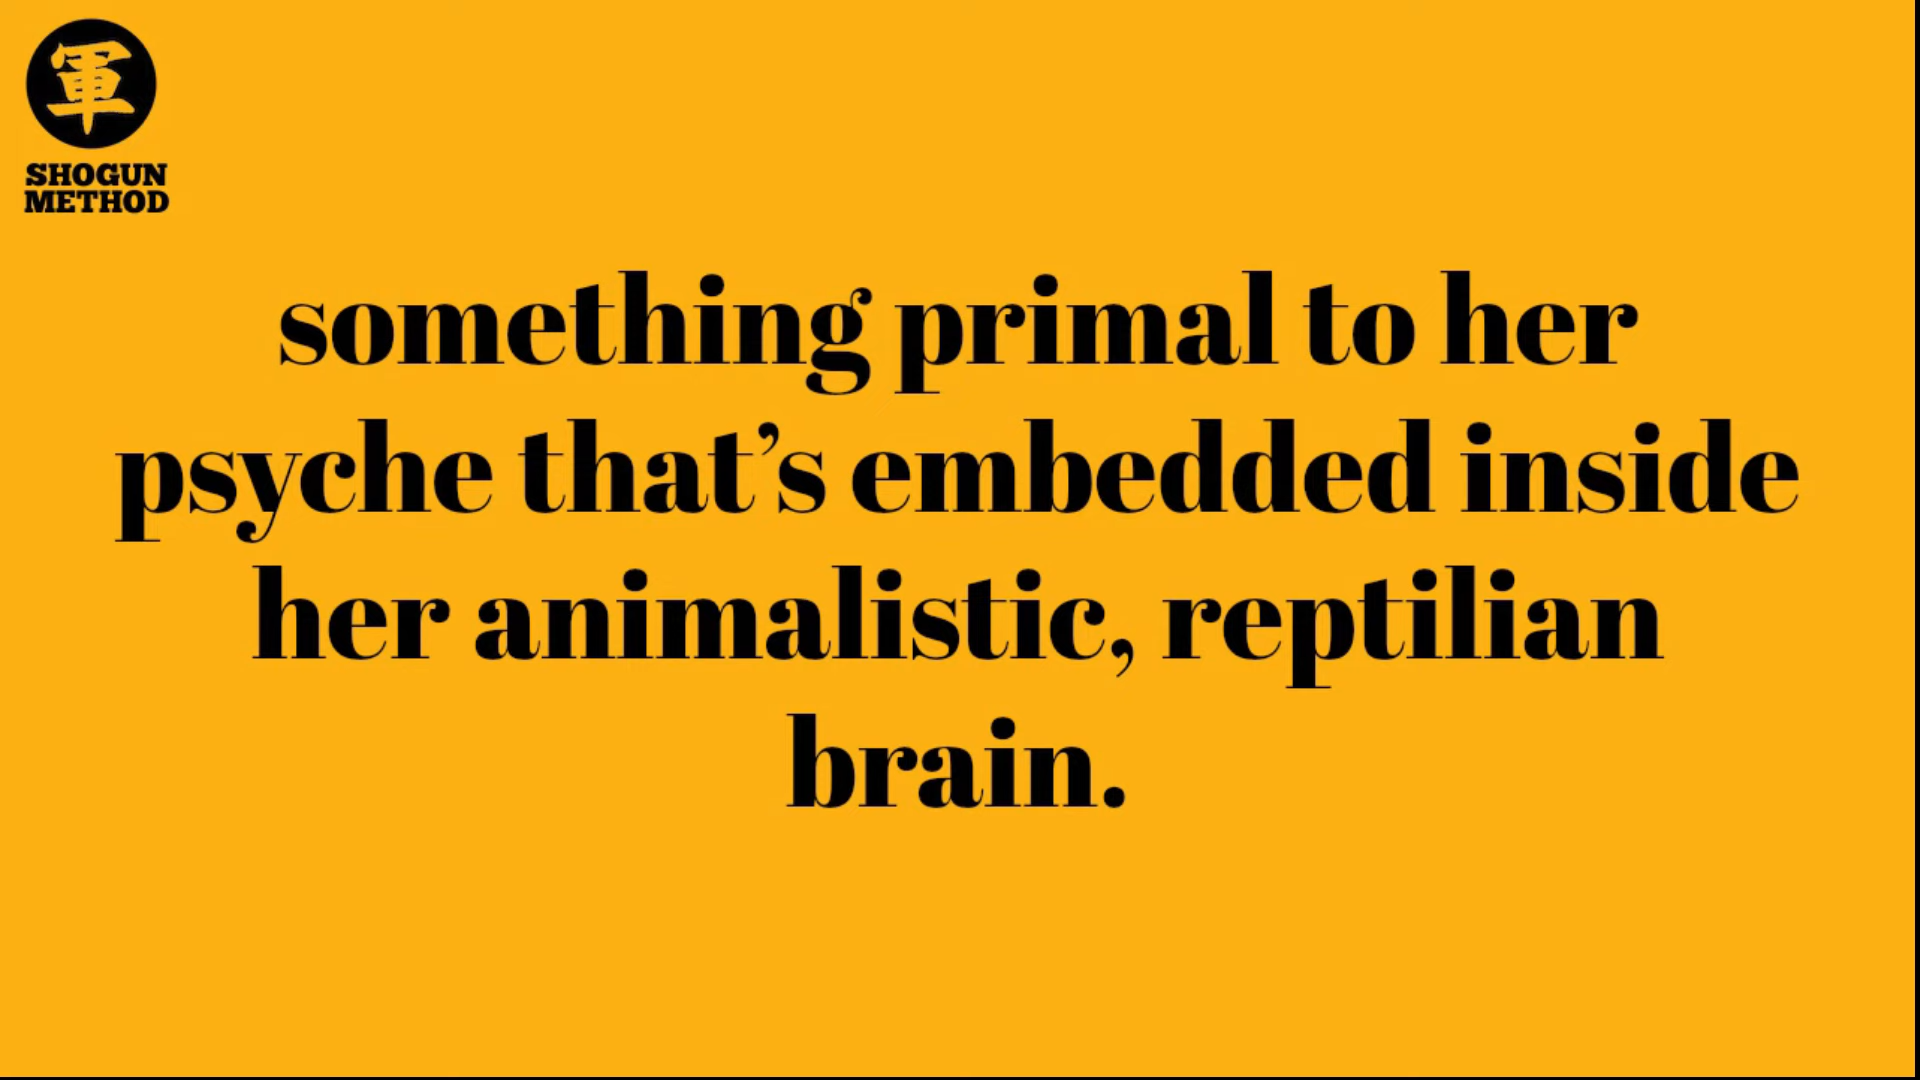 軍
SHOGUN
METHOD
something primal to her
psyche that’s embedded inside
her animalistic, reptilian
brain.